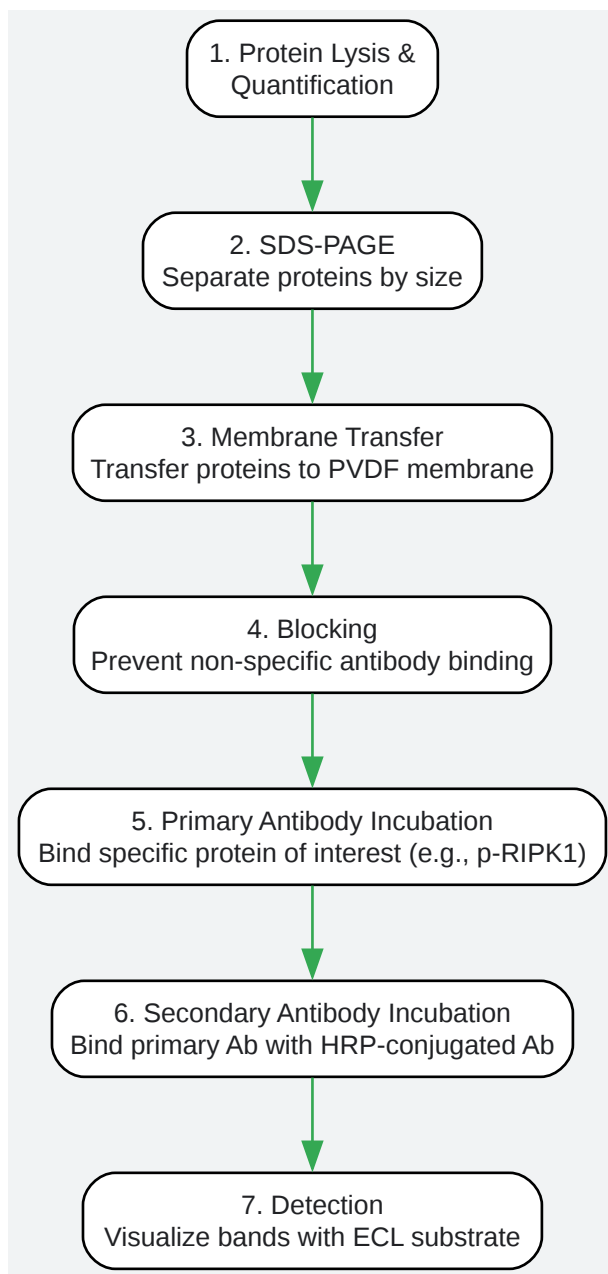 1. Protein Lysis &
Quantification
2. SDS-PAGE
Separate proteins by size
3. Membrane Transfer
Transfer proteins to PVDF membrane
4. Blocking
Prevent non-specific antibody binding
5. Primary Antibody Incubation
Bind specific protein of interest (e.g., p-RIPK1)
6. Secondary Antibody Incubation
Bind primary Ab with HRP-conjugated Ab
7. Detection
Visualize bands with ECL substrate